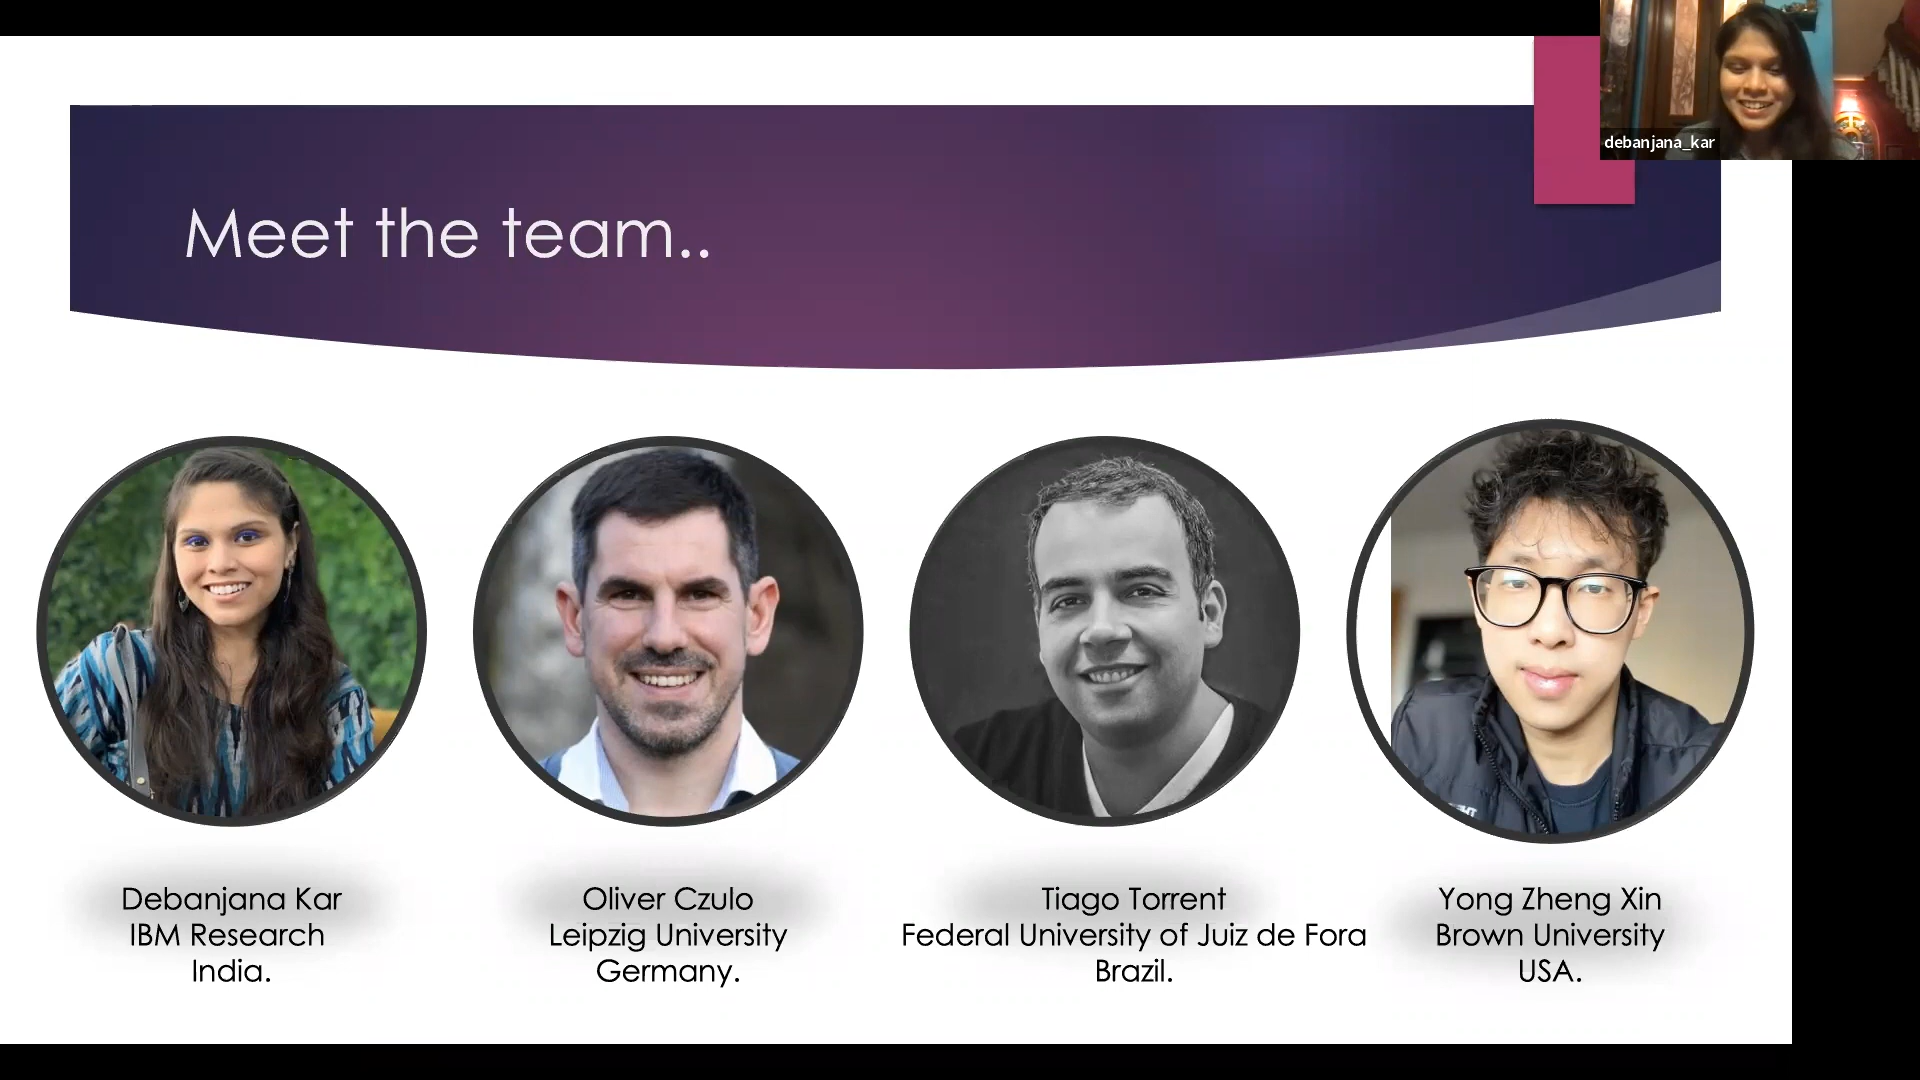 debanjana_kar
Meet the team..
Debanjana Kar
IBM Research
India.
Oliver Czulo
Leipzig University
Germany.
Tiago Torrent
Federal University of Juiz de Fora
Brazil.
Yong Zheng Xin
Brown University
USA.